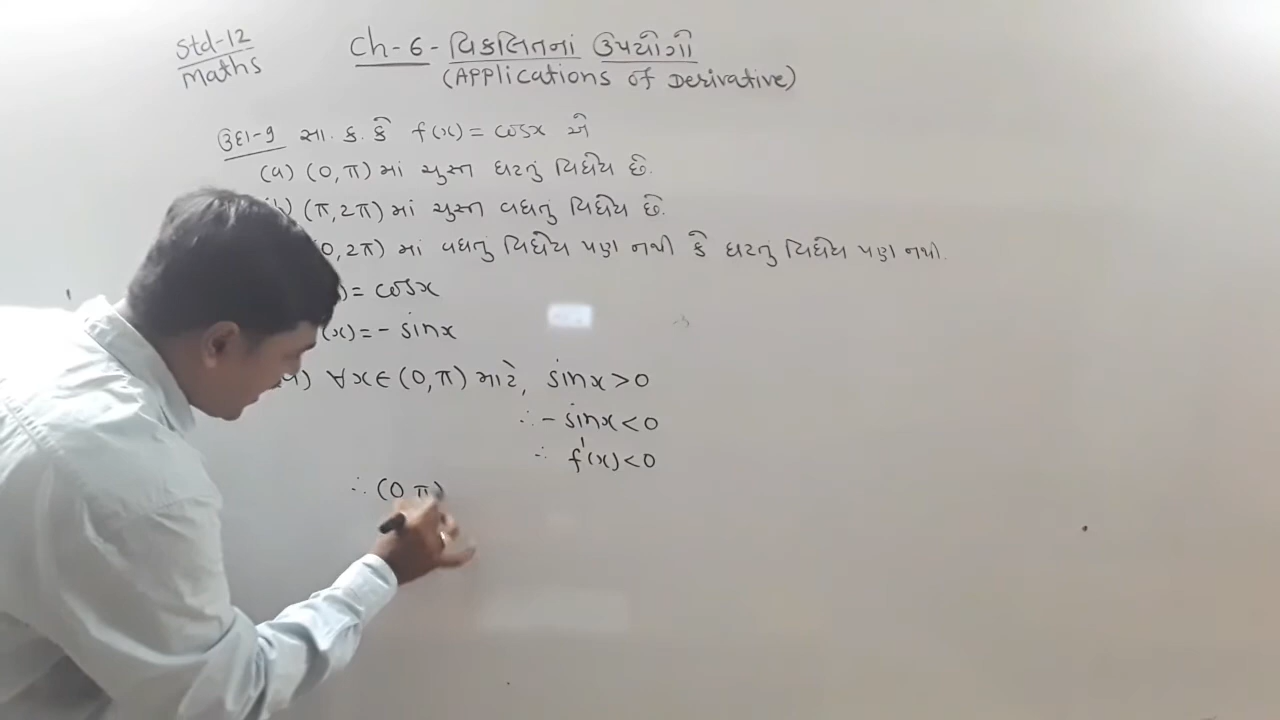 Std-12
Maths
Ch-6 - વિકલિતનાં ઉપયોગો
(Applications of Derivative)
ઉદા-૧ સા. ક. કે f(x) = cosx એ
(a) (0,π) માં ચુસ્ત ઘટતું વિધેય છે.
(b) (π,2π) માં ચુસ્ત વધતું વિધેય છે.
0,2π) માં વધતું વિધેય પણ નથી કે ઘટતું વિધેય પણ નથી.
)= cosx
(x)= - sinx
a) ∀x∈(0,π) માટે, sinx>0
∴ - sinx<0
∴ f'(x)<0
∴ (0,π)